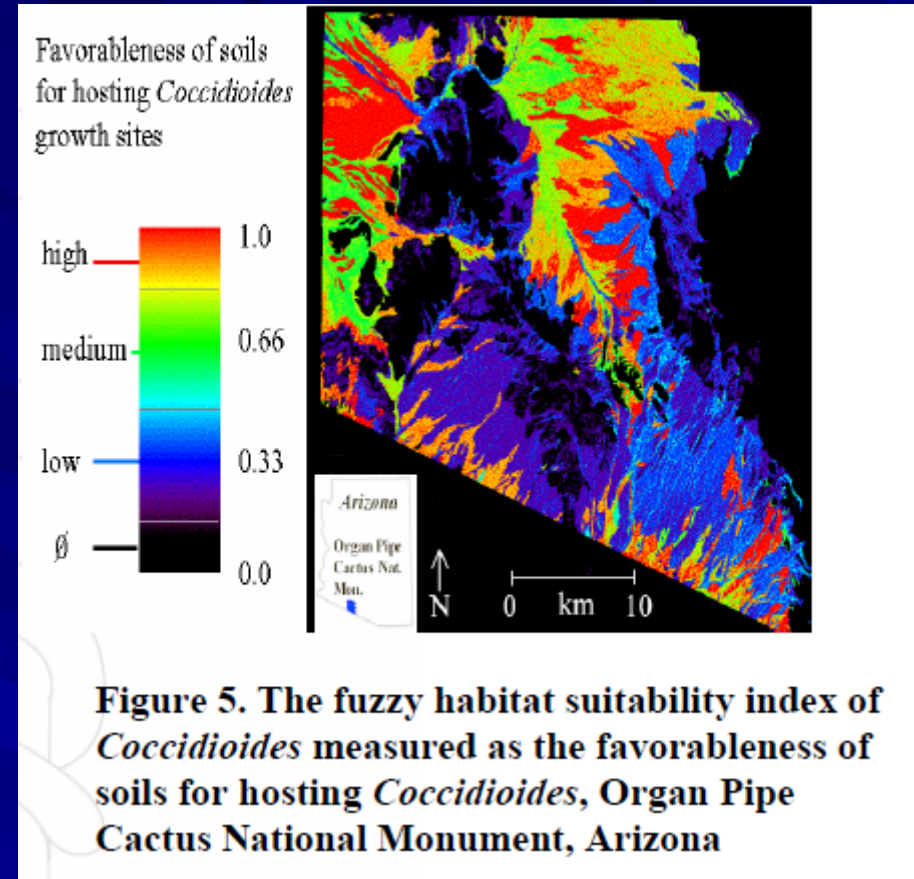 Favorableness of soils
for hosting Coccidioides
growth sites
high
medium
low
ø
1.0
0.66
0.33
0.0
Arizona
Organ Pipe
Cactus Nat.
Mon.
N
0 km 10
Figure 5. The fuzzy habitat suitability index of
Coccidioides measured as the favorableness of
soils for hosting Coccidioides, Organ Pipe
Cactus National Monument, Arizona